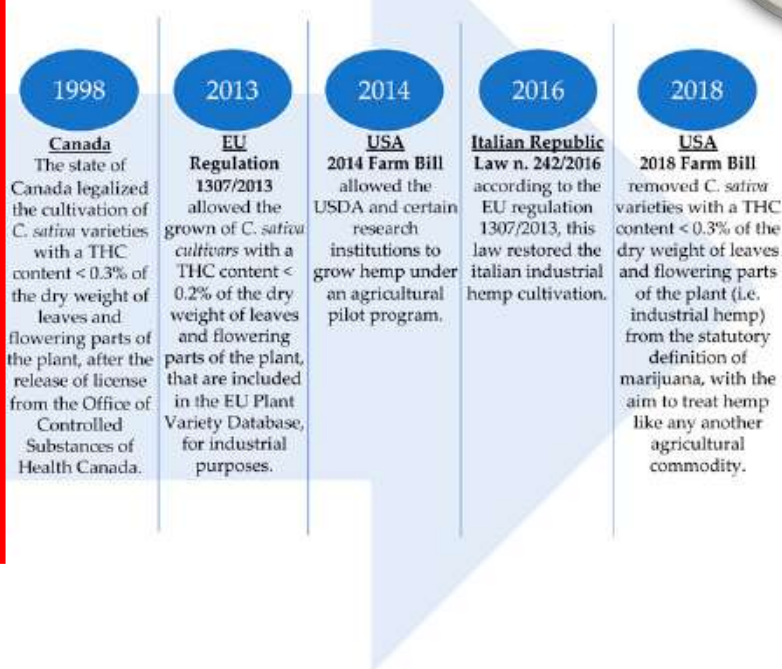 1998
Canada
The state of
Canada legalized
the cultivation of
C. sativa varieties
with a THC
content < 0.3% of
the dry weight of
leaves and
flowering parts of
the plant, after the
release of license
from the Office of
Controlled
Substances of
Health Canada.
2013
EU
Regulation
1307/2013
allowed the
grown of C. sativa
cultivars with a
THC content <
0.2% of the dry
weight of leaves
and flowering
parts of the plant,
that are included
in the EU Plant
Variety Database,
for industrial
purposes.
2014
USA
2014 Farm Bill
allowed the
USDA and certain
research
institutions to
grow hemp under
an agricultural
pilot program.
2016
Italian Republic
Law n. 242/2016
according to the
EU regulation
1307/2013, this
law restored the
italian industrial
hemp cultivation.
2018
USA
2018 Farm Bill
removed C. sativa
varieties with a THC
content < 0.3% of the
dry weight of leaves
and flowering parts
of the plant (i.e.
industrial hemp)
from the statutory
definition of
marijuana, with the
aim to treat hemp
like any another
agricultural
commodity.